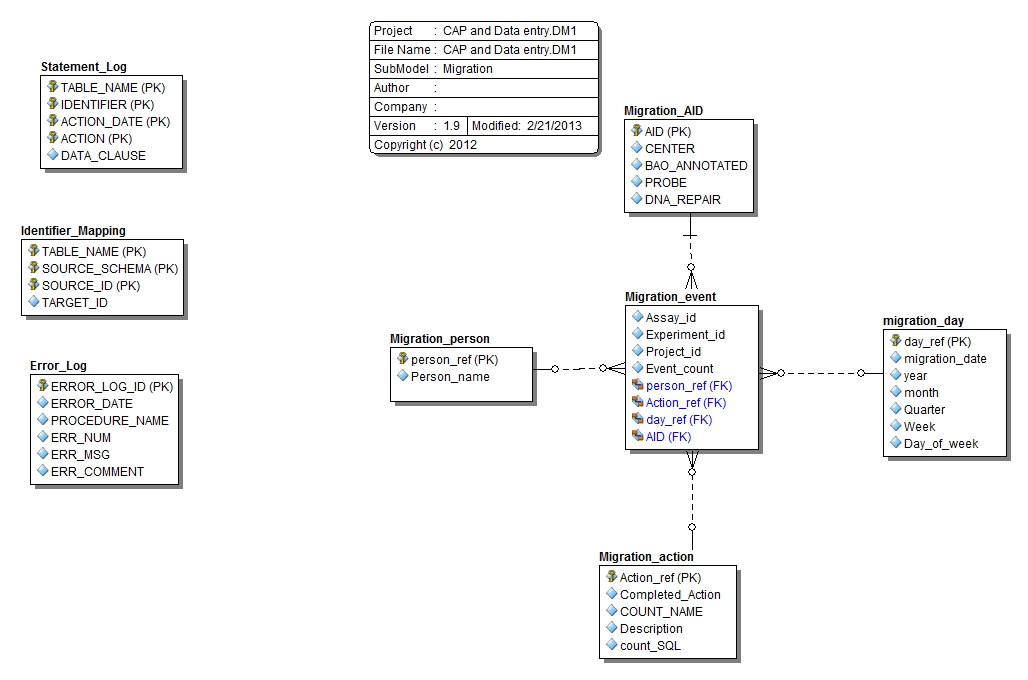 Project : CAP and Data entry.DM1
File Name : CAP and Data entry.DM1
SubModel : Migration
Author :
Company :
Version : 1.9 Modified: 2/21/2013
Copyright (c) 2012
Statement_Log
TABLE_NAME (PK)
IDENTIFIER (PK)
ACTION_DATE (PK)
ACTION (PK)
DATA_CLAUSE
Identifier_Mapping
TABLE_NAME (PK)
SOURCE_SCHEMA (PK)
SOURCE_ID (PK)
TARGET_ID
Error_Log
ERROR_LOG_ID (PK)
ERROR_DATE
PROCEDURE_NAME
ERR_NUM
ERR_MSG
ERR_COMMENT
Migration_AID
AID (PK)
CENTER
BAO_ANNOTATED
PROBE
DNA_REPAIR
Migration_person
person_ref (PK)
Person_name
Migration_event
Assay_id
Experiment_id
Project_id
Event_count
person_ref (FK)
Action_ref (FK)
day_ref (FK)
AID (FK)
migration_day
day_ref (PK)
migration_date
year
month
Quarter
Week
Day_of_week
Migration_action
Action_ref (PK)
Completed_Action
COUNT_NAME
Description
count_SQL